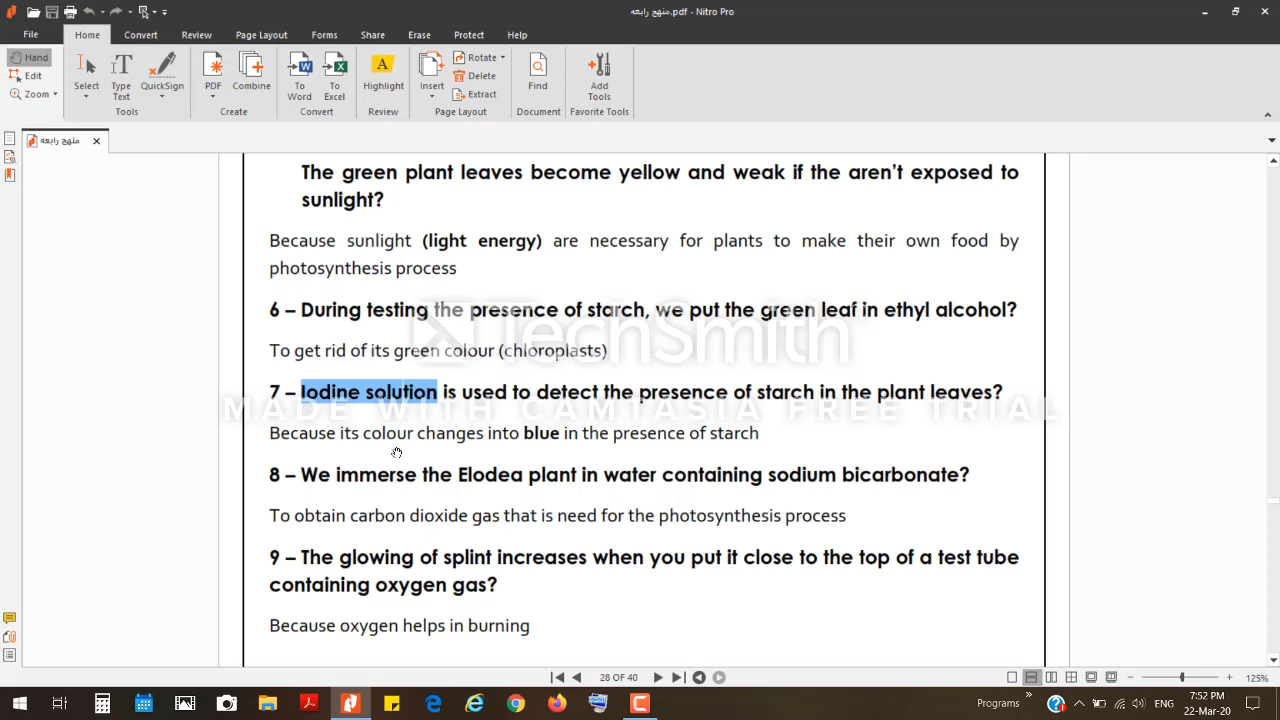 منهج رابعه.pdf - Nitro Pro
File Home Convert Review Page Layout Forms Share Erase Protect Help
Hand
Edit
Zoom
Select
Type Text
QuickSign
Tools
PDF
Combine
Create
To Word
To Excel
Convert
Highlight
Review
Insert
Rotate
Delete
Extract
Page Layout
Find
Document
Add Tools
Favorite Tools
منهج رابعه
The green plant leaves become yellow and weak if the aren't exposed to
sunlight?
Because sunlight (light energy) are necessary for plants to make their own food by
photosynthesis process
6 – During testing the presence of starch, we put the green leaf in ethyl alcohol?
TechSmith
To get rid of its green colour (chloroplasts)
7 – Iodine solution is used to detect the presence of starch in the plant leaves?
MADE WITH CAMTASIA FREE TRIAL
Because its colour changes into blue in the presence of starch
8 – We immerse the Elodea plant in water containing sodium bicarbonate?
To obtain carbon dioxide gas that is need for the photosynthesis process
9 – The glowing of splint increases when you put it close to the top of a test tube
containing oxygen gas?
Because oxygen helps in burning
28 OF 40
125%
Programs
ENG
7:52 PM
22-Mar-20